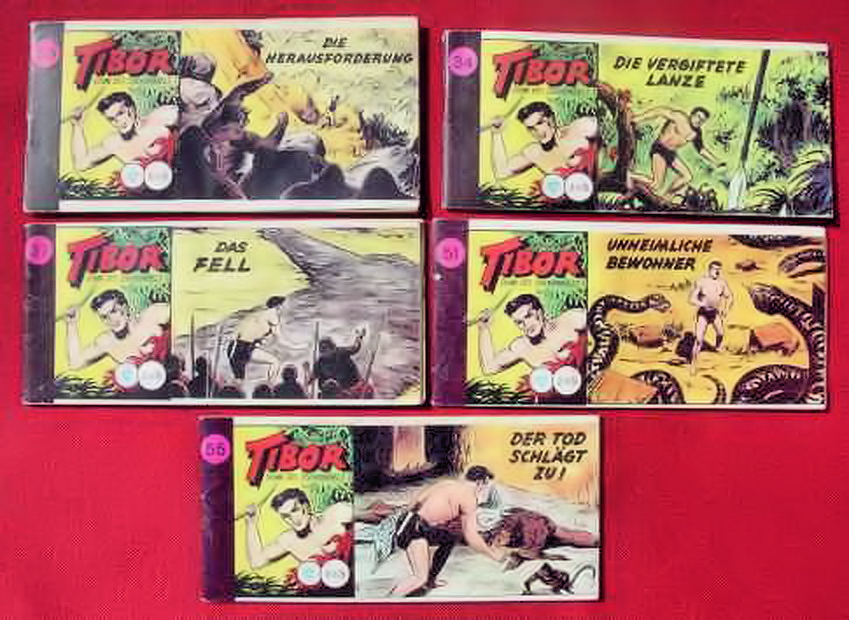 TIBOR
DIE
HERAUSFORDERUNG
34
TIBOR
DIE VERGIFTETE
LANZE
37
TIBOR
DAS
FELL
51
TIBOR
UNHEIMLICHE
BEWOHNER
55
TIBOR
DER TOD
SCHLÄGT
ZU!